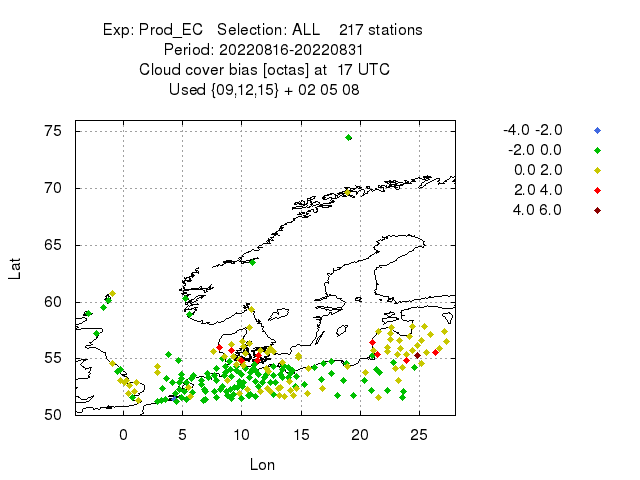 Exp: Prod_EC   Selection: ALL    217 stations
Period: 20220816-20220831
Cloud cover bias [octas] at  17 UTC
Used {09,12,15} + 02 05 08
-4.0 -2.0
-2.0 0.0
0.0 2.0
2.0 4.0
4.0 6.0
75
70
65
60
55
50
Lat
0 5 10 15 20 25
Lon